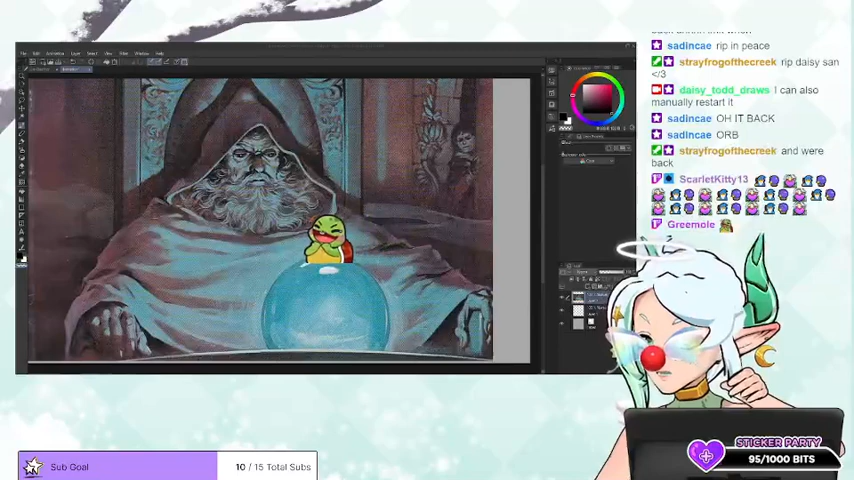 sadincae rip in peace
strayfrogofthecreek rip daisy san
</3
daisy_todd_draws I can also
manually restart it
sadincae OH IT BACK
sadincae ORB
strayfrogofthecreek and were
back
ScarletKitty13
Greemole
STICKER PARTY
95/1000 BITS
Sub Goal
10 / 15 Total Subs